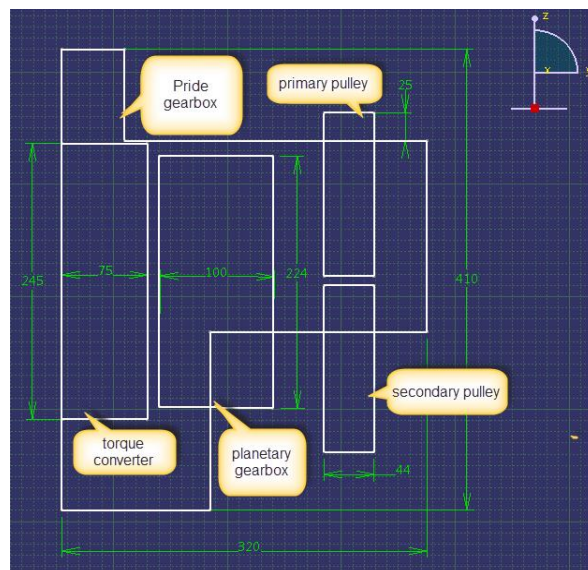 z
x
y
Pride
gearbox
primary pulley
25
245
75
100
224
410
secondary pulley
torque
converter
planetary
gearbox
44
320